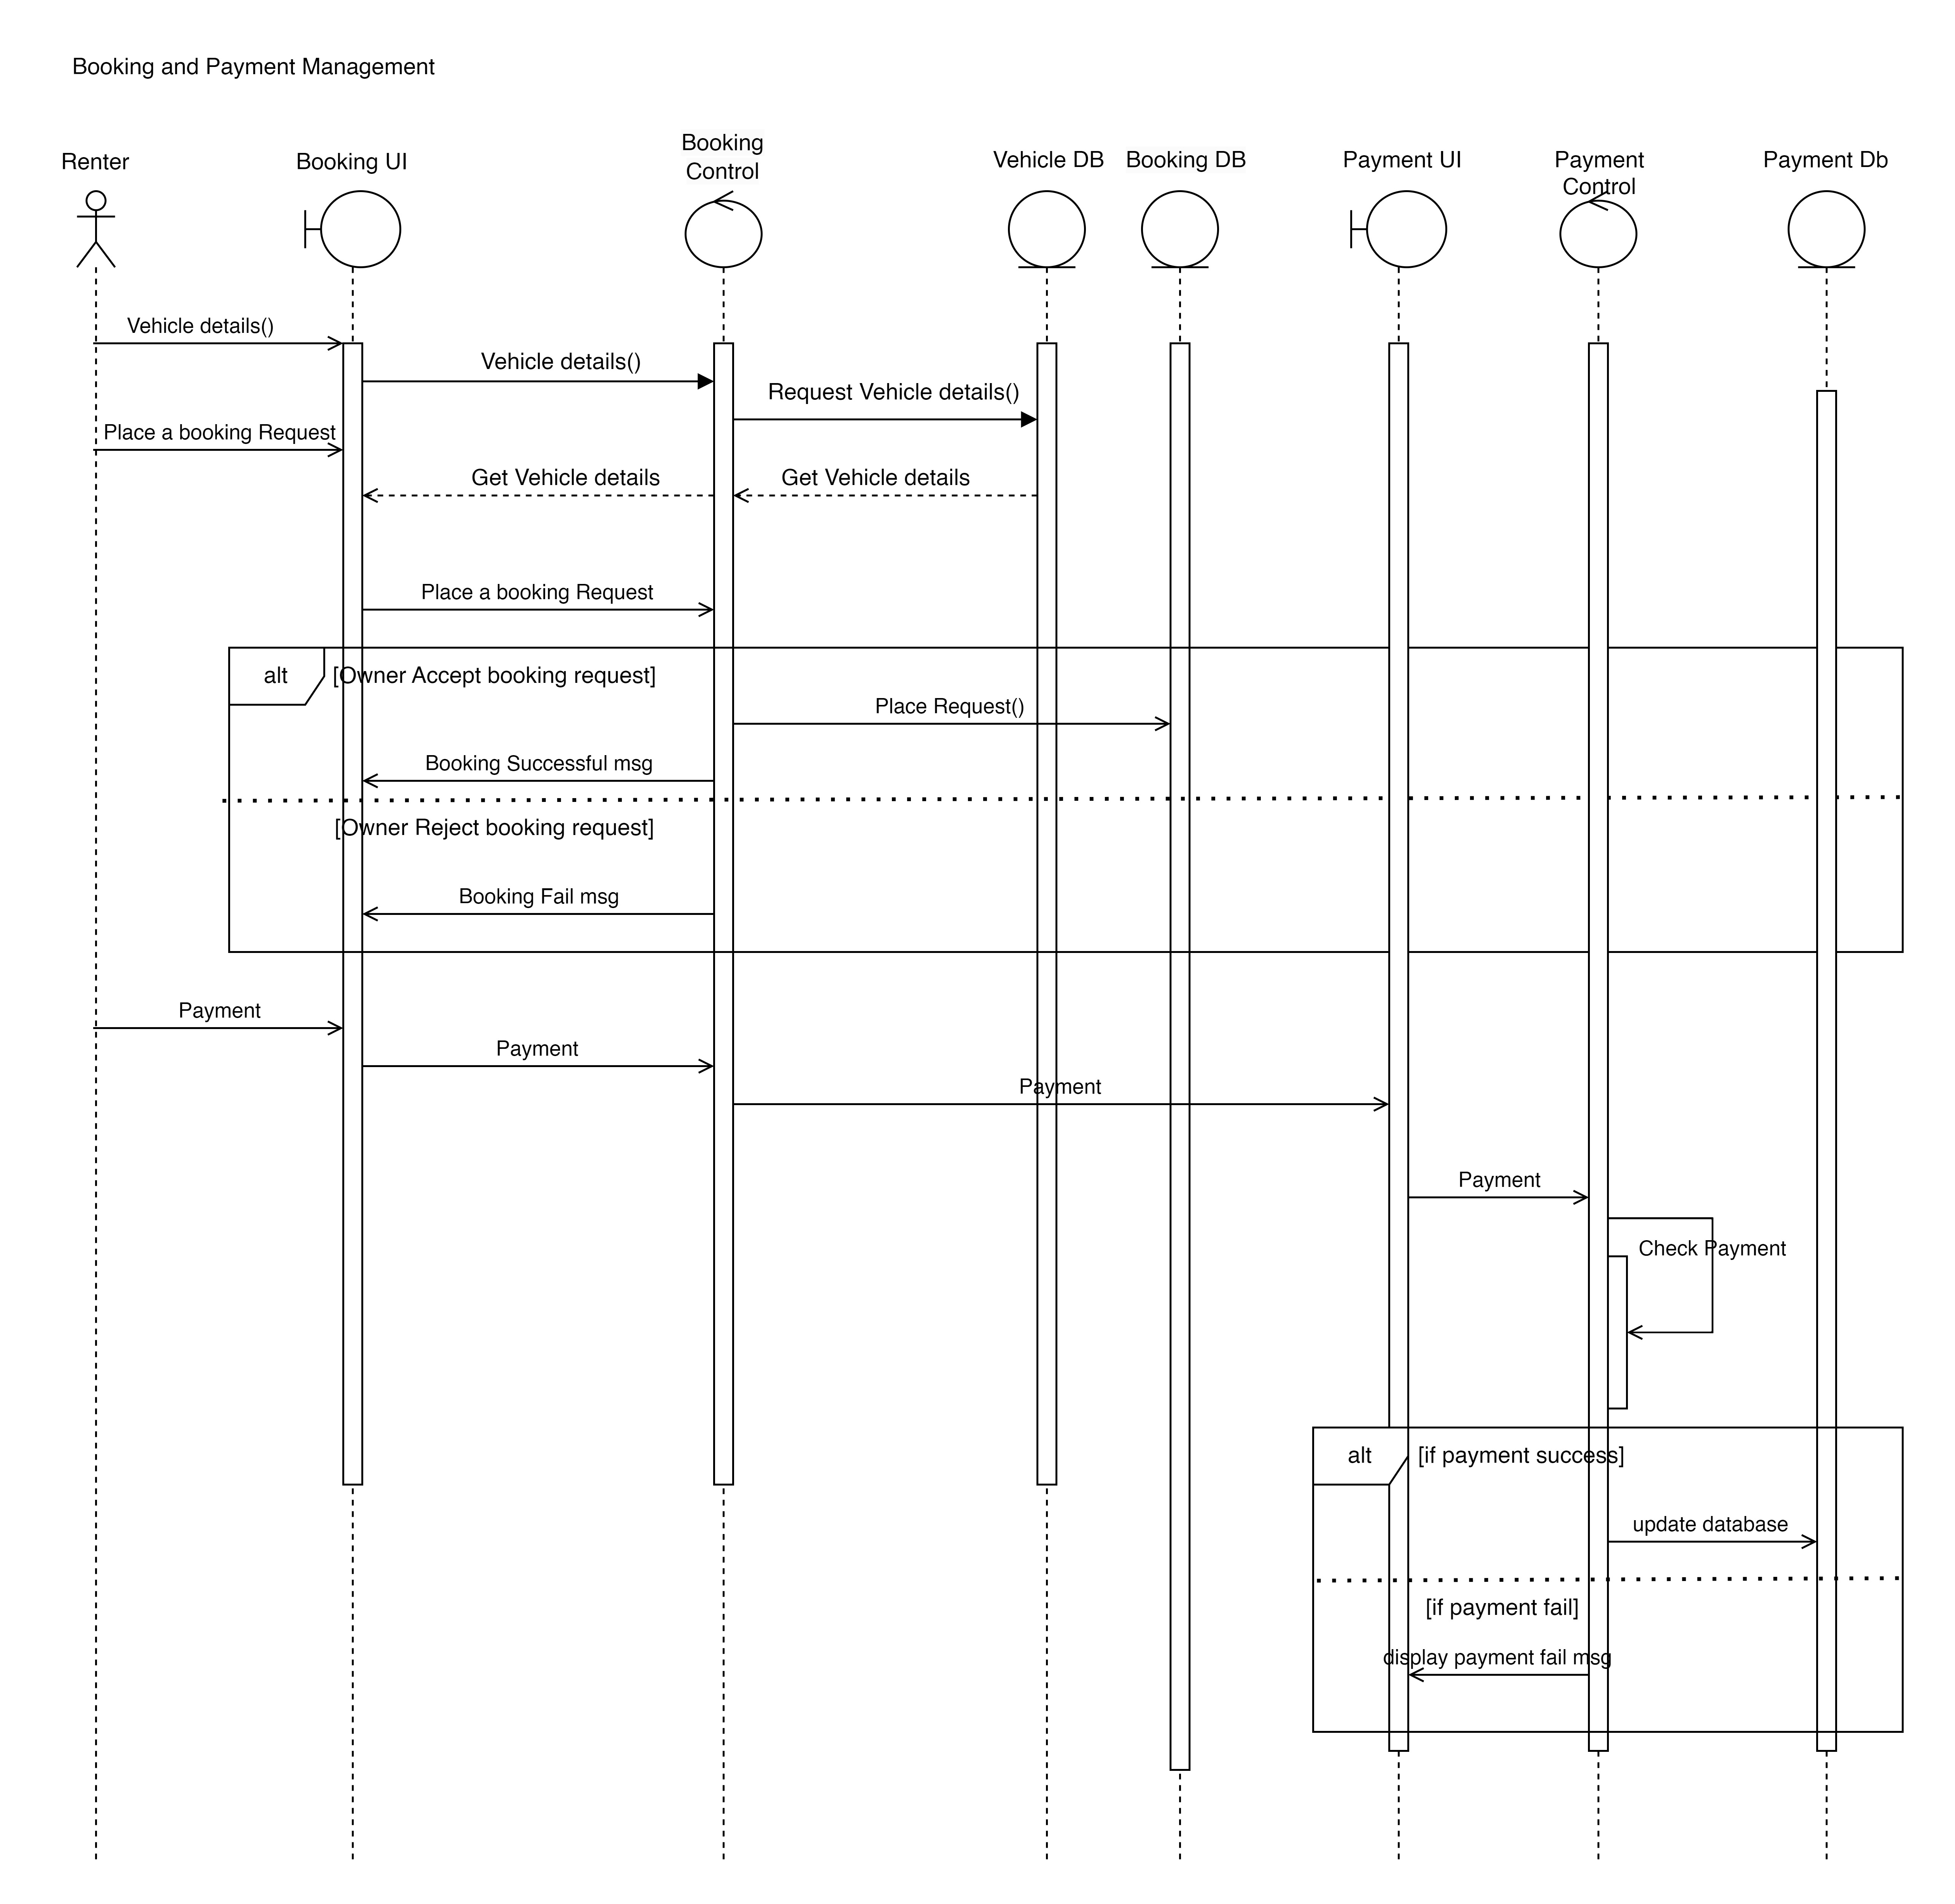 Booking and Payment Management
Renter
Booking UI
Booking
Control
Vehicle DB
Booking DB
Payment UI
Payment
Control
Payment Db
Vehicle details()
Vehicle details()
Request Vehicle details()
Place a booking Request
Get Vehicle details
Get Vehicle details
Place a booking Request
alt
[Owner Accept booking request]
Place Request()
Booking Successful msg
[Owner Reject booking request]
Booking Fail msg
Payment
Payment
Payment
Payment
Check Payment
alt
[if payment success]
update database
[if payment fail]
display payment fail msg